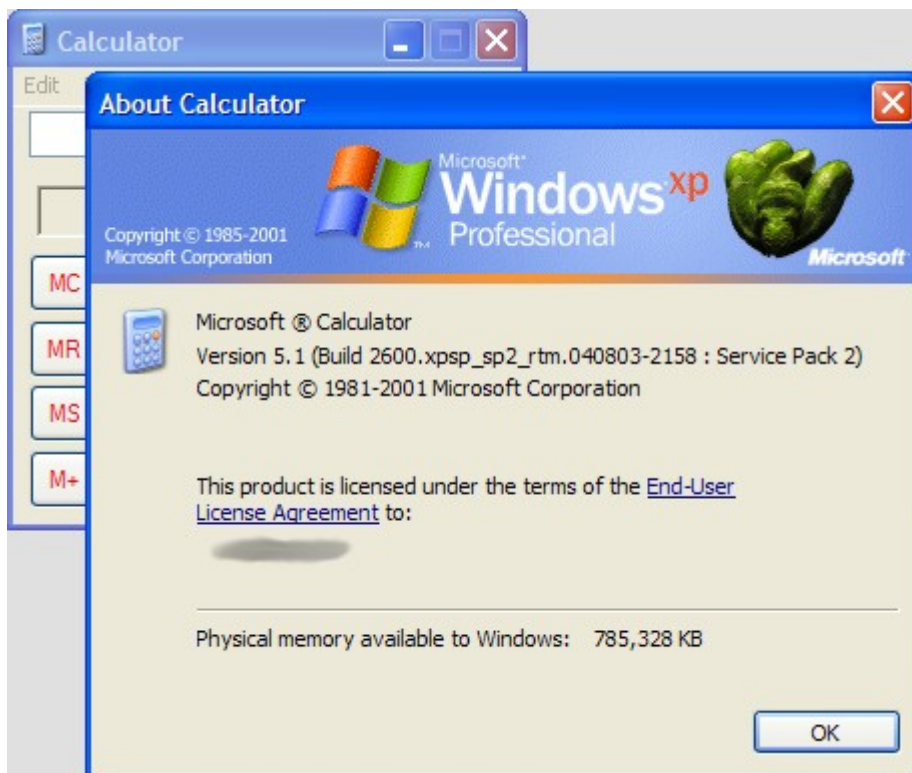 Calculator
Edit
About Calculator
Microsoft®
Windows xp
Professional
Copyright © 1985-2001
Microsoft Corporation
TM
Microsoft
MC
MR
MS
M+
Microsoft ® Calculator
Version 5.1 (Build 2600.xpsp_sp2_rtm.040803-2158 : Service Pack 2)
Copyright © 1981-2001 Microsoft Corporation
This product is licensed under the terms of the End-User
License Agreement to:
Physical memory available to Windows: 785,328 KB
OK